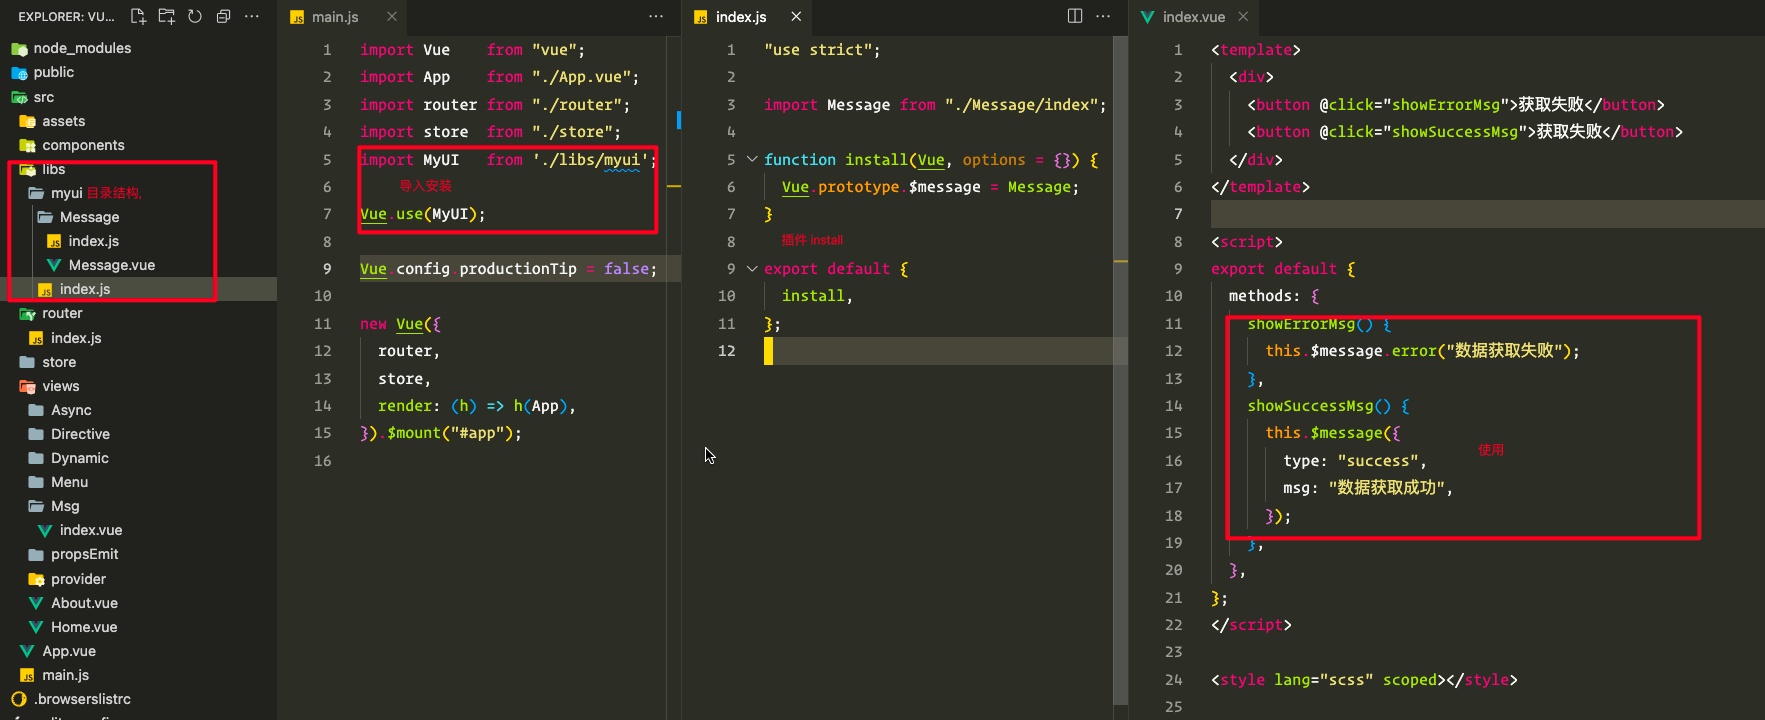 EXPLORER: VU...
node_modules
public
src
assets
components
libs
myui 目录结构,
Message
index.js
Message.vue
index.js
router
index.js
store
views
Async
Directive
Dynamic
Menu
Msg
index.vue
propsEmit
provider
About.vue
Home.vue
App.vue
main.js
.browserslistrc
JS main.js
1 import Vue from "vue";
2 import App from "./App.vue";
3 import router from "./router";
4 import store from "./store";
5 import MyUI from './libs/myui';
6 导入安装
7 Vue.use(MyUI);
8
9 Vue.config.productionTip = false;
10
11 new Vue({
12 router,
13 store,
14 render: (h) => h(App),
15 }).$mount("#app");
16
JS index.js
1 "use strict";
2
3 import Message from "./Message/index";
4
5 function install(Vue, options = {}) {
6 Vue.prototype.$message = Message;
7 }
8 插件 install
9 export default {
10 install,
11 };
12
index.vue
1 <template>
2 <div>
3 <button @click="showErrorMsg">获取失败</button>
4 <button @click="showSuccessMsg">获取失败</button>
5 </div>
6 </template>
7
8 <script>
9 export default {
10 methods: {
11 showErrorMsg() {
12 this.$message.error("数据获取失败");
13 },
14 showSuccessMsg() {
15 this.$message({
使用
16 type: "success",
17 msg: "数据获取成功",
18 });
19 },
20 },
21 };
22 </script>
23
24 <style lang="scss" scoped></style>
25